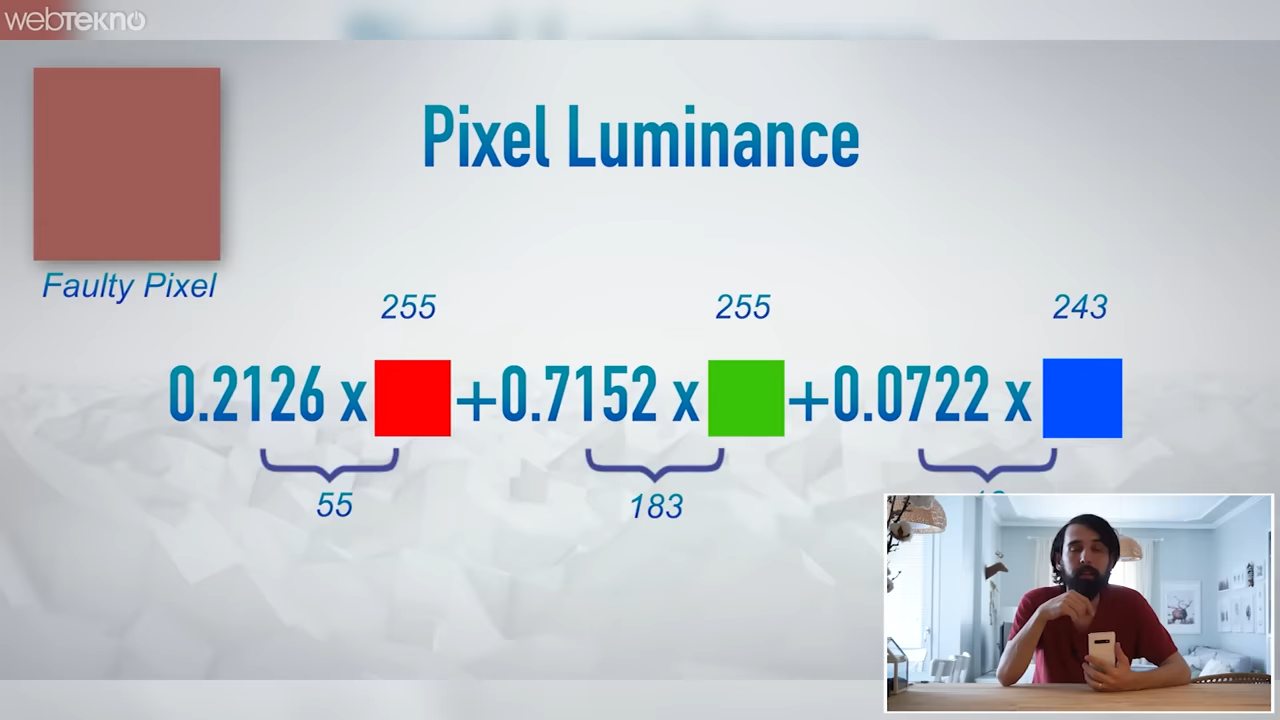 webTEKNO
Pixel Luminance
Faulty Pixel
255 255 243
0.2126 x +0.7152 x +0.0722 x
55 183